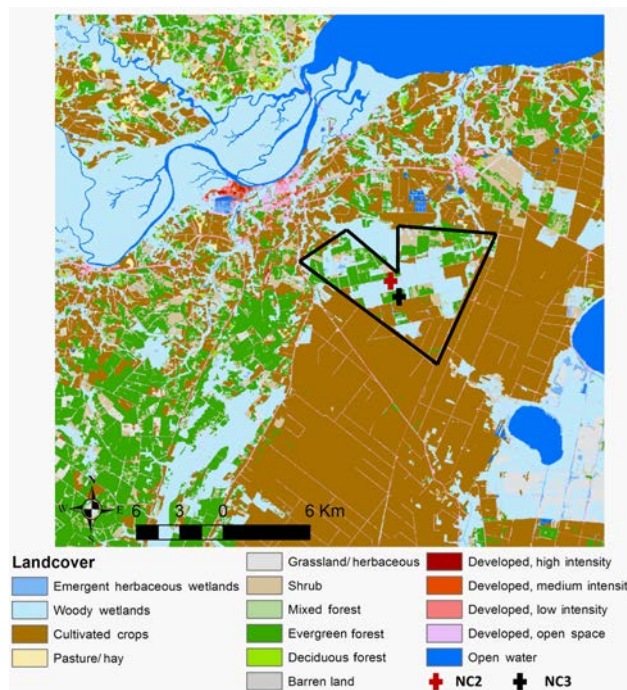 N
W E
S
6 3 0 6 Km
Landcover
Emergent herbaceous wetlands
Woody wetlands
Cultivated crops
Pasture/ hay
Grassland/ herbaceous
Shrub
Mixed forest
Evergreen forest
Deciduous forest
Barren land
Developed, high intensity
Developed, medium intensit
Developed, low intensity
Developed, open space
Open water
NC2 NC3